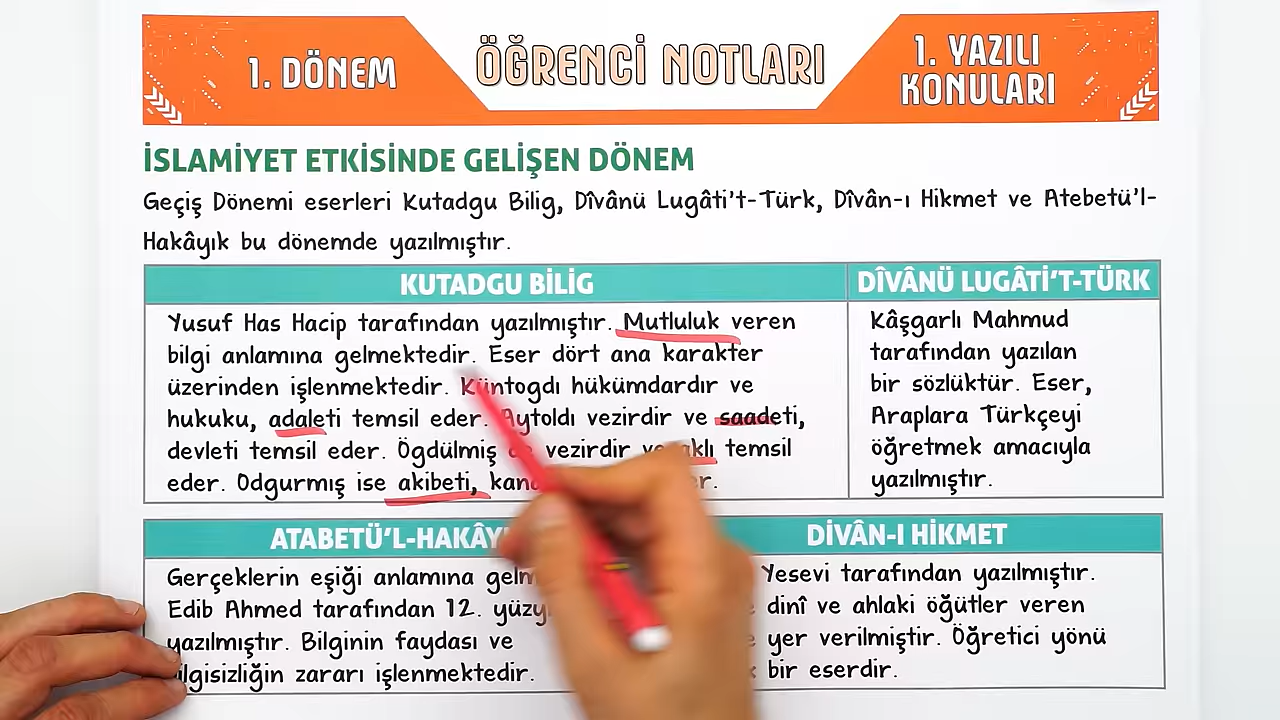 1. DÖNEM
ÖĞRENCİ NOTLARI
1. YAZILI
KONULARI
İSLAMİYET ETKİSİNDE GELİŞEN DÖNEM
Geçiş Dönemi eserleri Kutadgu Bilig, Dîvânü Lugâti't-Türk, Dîvân-ı Hikmet ve Atebetü'l-
Hakâyık bu dönemde yazılmıştır.
KUTADGU BİLİG
Yusuf Has Hacip tarafından yazılmıştır. Mutluluk veren
bilgi anlamına gelmektedir. Eser dört ana karakter
üzerinden işlenmektedir. Küntogdı hükümdardır ve
hukuku, adaleti temsil eder. Aytoldı vezirdir ve saadeti,
devleti temsil eder. Ögdülmiş vezirdir ve aklı temsil
eder. Odgurmış ise akibeti,
DÎVÂNÜ LUGÂTİ'T-TÜRK
Kâşgarlı Mahmud
tarafından yazılan
bir sözlüktür. Eser,
Araplara Türkçeyi
öğretmek amacıyla
yazılmıştır.
Gerçeklerin eşiği anlamına
Edib Ahmed tarafından 12.
yazılmıştır. Bilginin faydası ve
zararı işlenmektedir.
DİVÂN-I HİKMET
Yesevi tarafından yazılmıştır.
dinî ve ahlaki öğütler veren
yer verilmiştir. Öğretici yönü
bir eserdir.